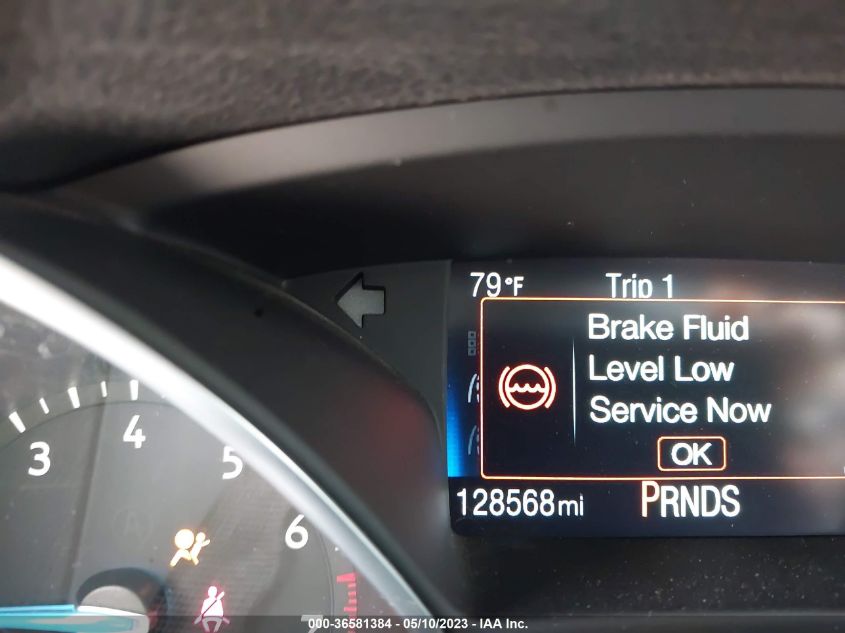 79°F Trip 1
Brake Fluid
Level Low
Service Now
OK
128568mi PRNDS
3
4
5
6
7
000-36581384 - 05/10/2023 - IAA Inc.